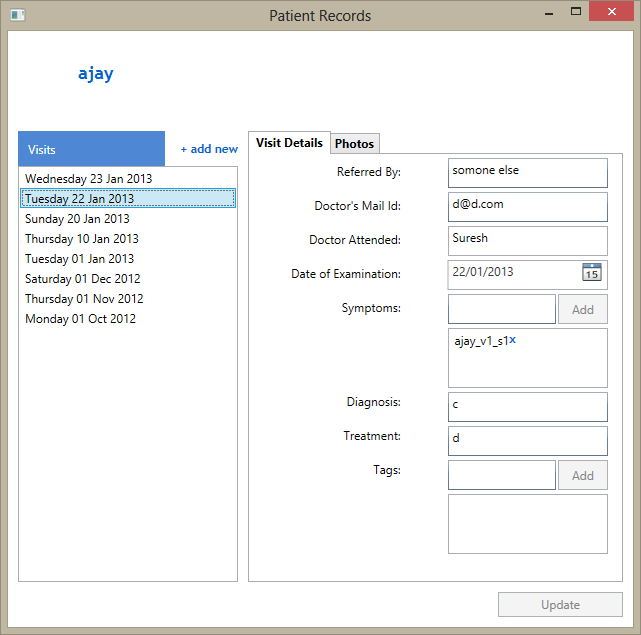 Patient Records
ajay
Visits
+ add new
Wednesday 23 Jan 2013
Tuesday 22 Jan 2013
Sunday 20 Jan 2013
Thursday 10 Jan 2013
Tuesday 01 Jan 2013
Saturday 01 Dec 2012
Thursday 01 Nov 2012
Monday 01 Oct 2012
Visit Details
Photos
Referred By: somone else
Doctor's Mail Id: d@d.com
Doctor Attended: Suresh
Date of Examination: 22/01/2013 15
Symptoms: Add
ajay_v1_s1x
Diagnosis: c
Treatment: d
Tags: Add
Update